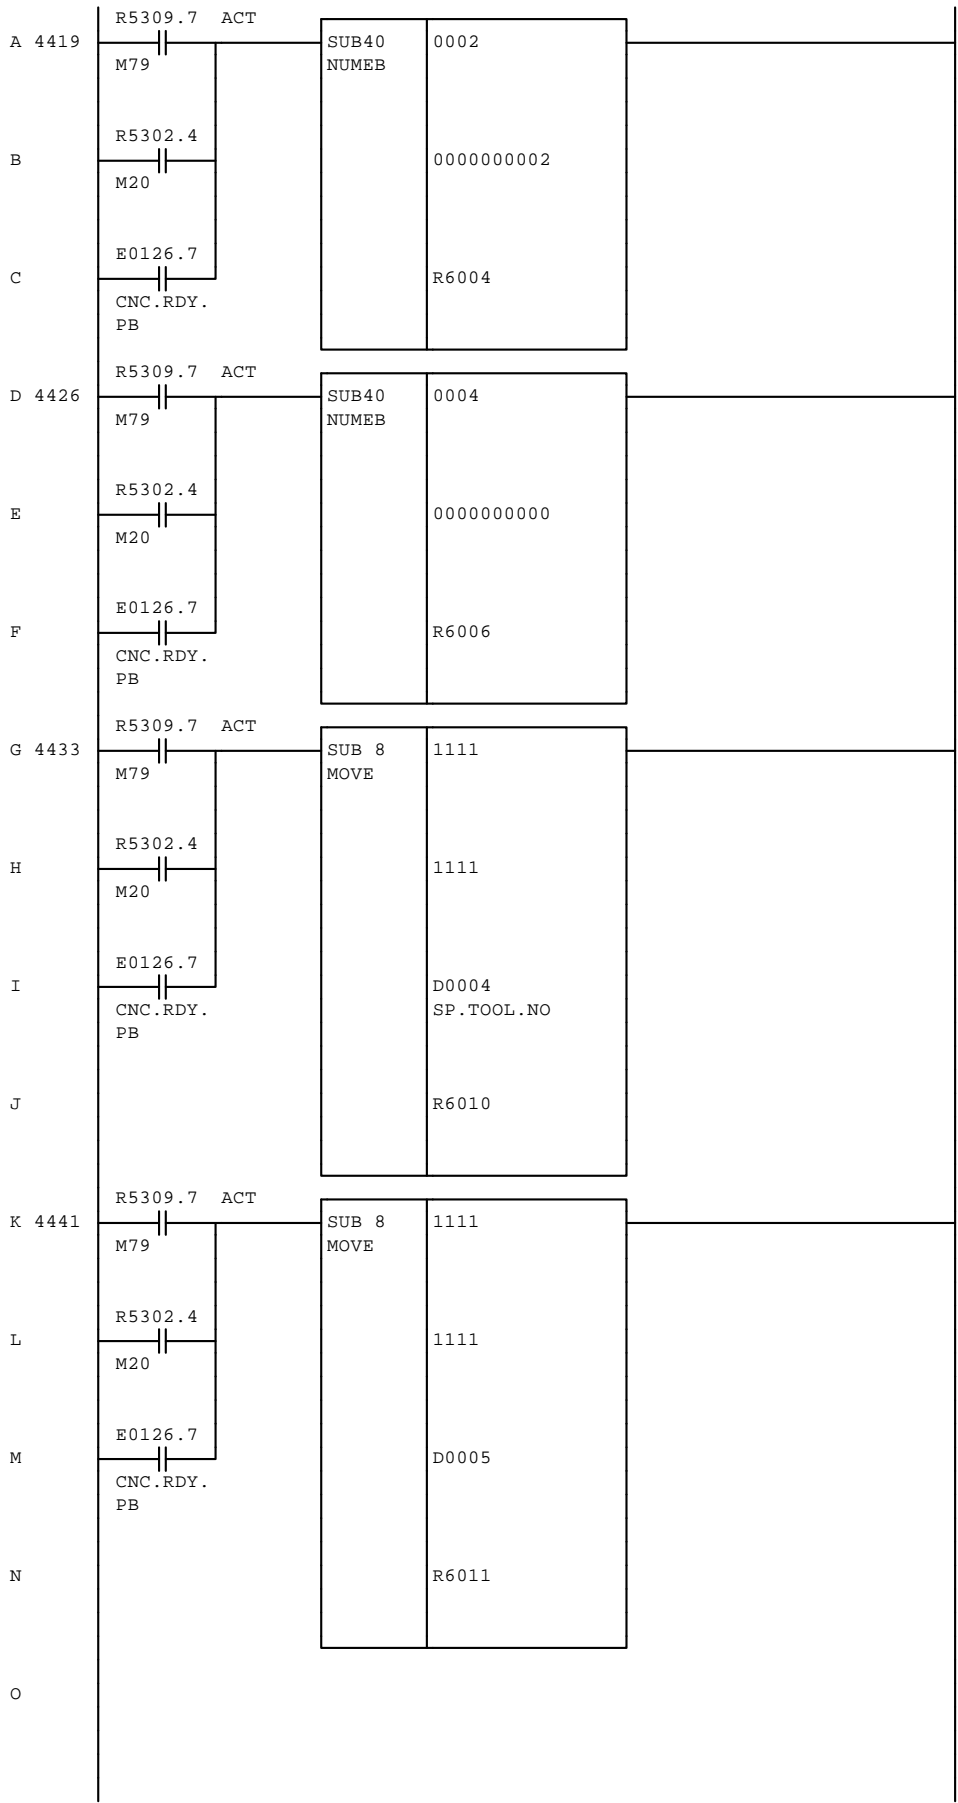 R5309.7 ACT
A 4419 SUB40 0002
M79 NUMEB
R5302.4
B 0000000002
M20
E0126.7
C R6004
CNC.RDY.
PB
R5309.7 ACT
D 4426 SUB40 0004
M79 NUMEB
R5302.4
E 0000000000
M20
E0126.7
F R6006
CNC.RDY.
PB
R5309.7 ACT
G 4433 SUB 8 1111
M79 MOVE
R5302.4
H 1111
M20
E0126.7
I D0004
CNC.RDY. SP.TOOL.NO
PB
J R6010
R5309.7 ACT
K 4441 SUB 8 1111
M79 MOVE
R5302.4
L 1111
M20
E0126.7
M D0005
CNC.RDY.
PB
N R6011
O